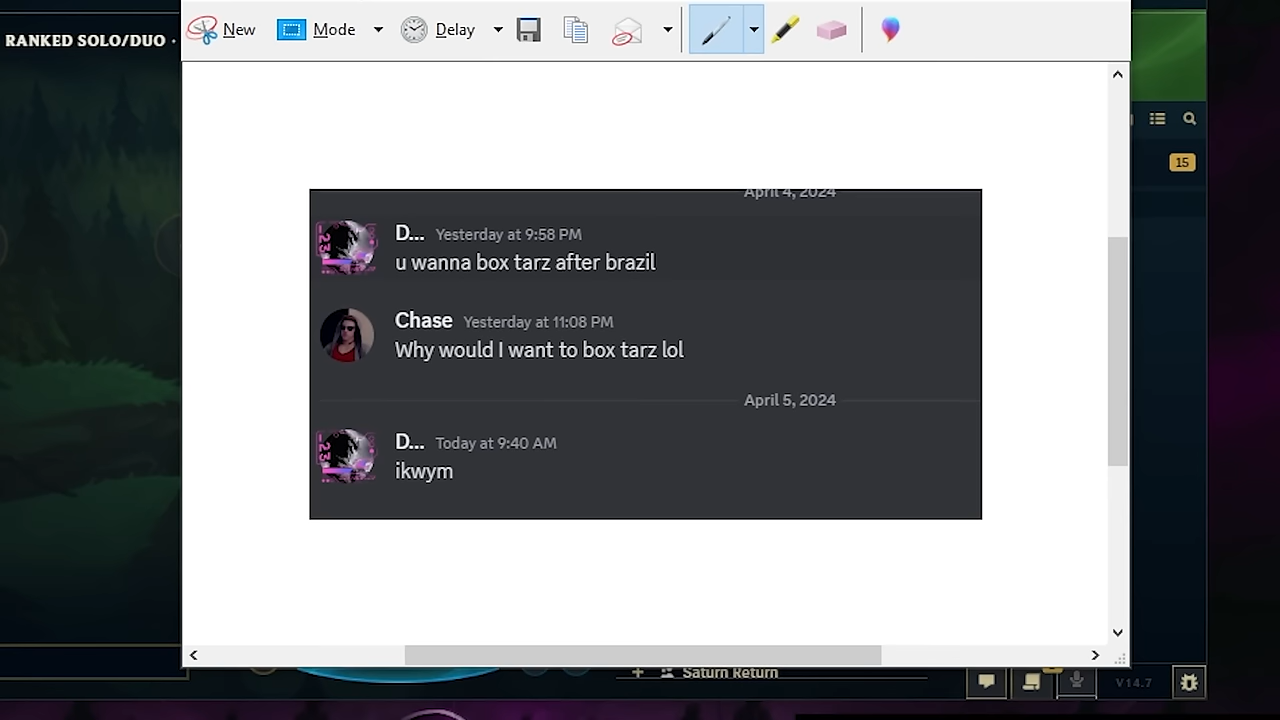 RANKED SOLO/DUO ·
New
Mode
Delay
15
April 4, 2024
D... Yesterday at 9:58 PM
u wanna box tarz after brazil
Chase Yesterday at 11:08 PM
Why would I want to box tarz lol
April 5, 2024
D... Today at 9:40 AM
ikwym
Saturn Return
V14.7